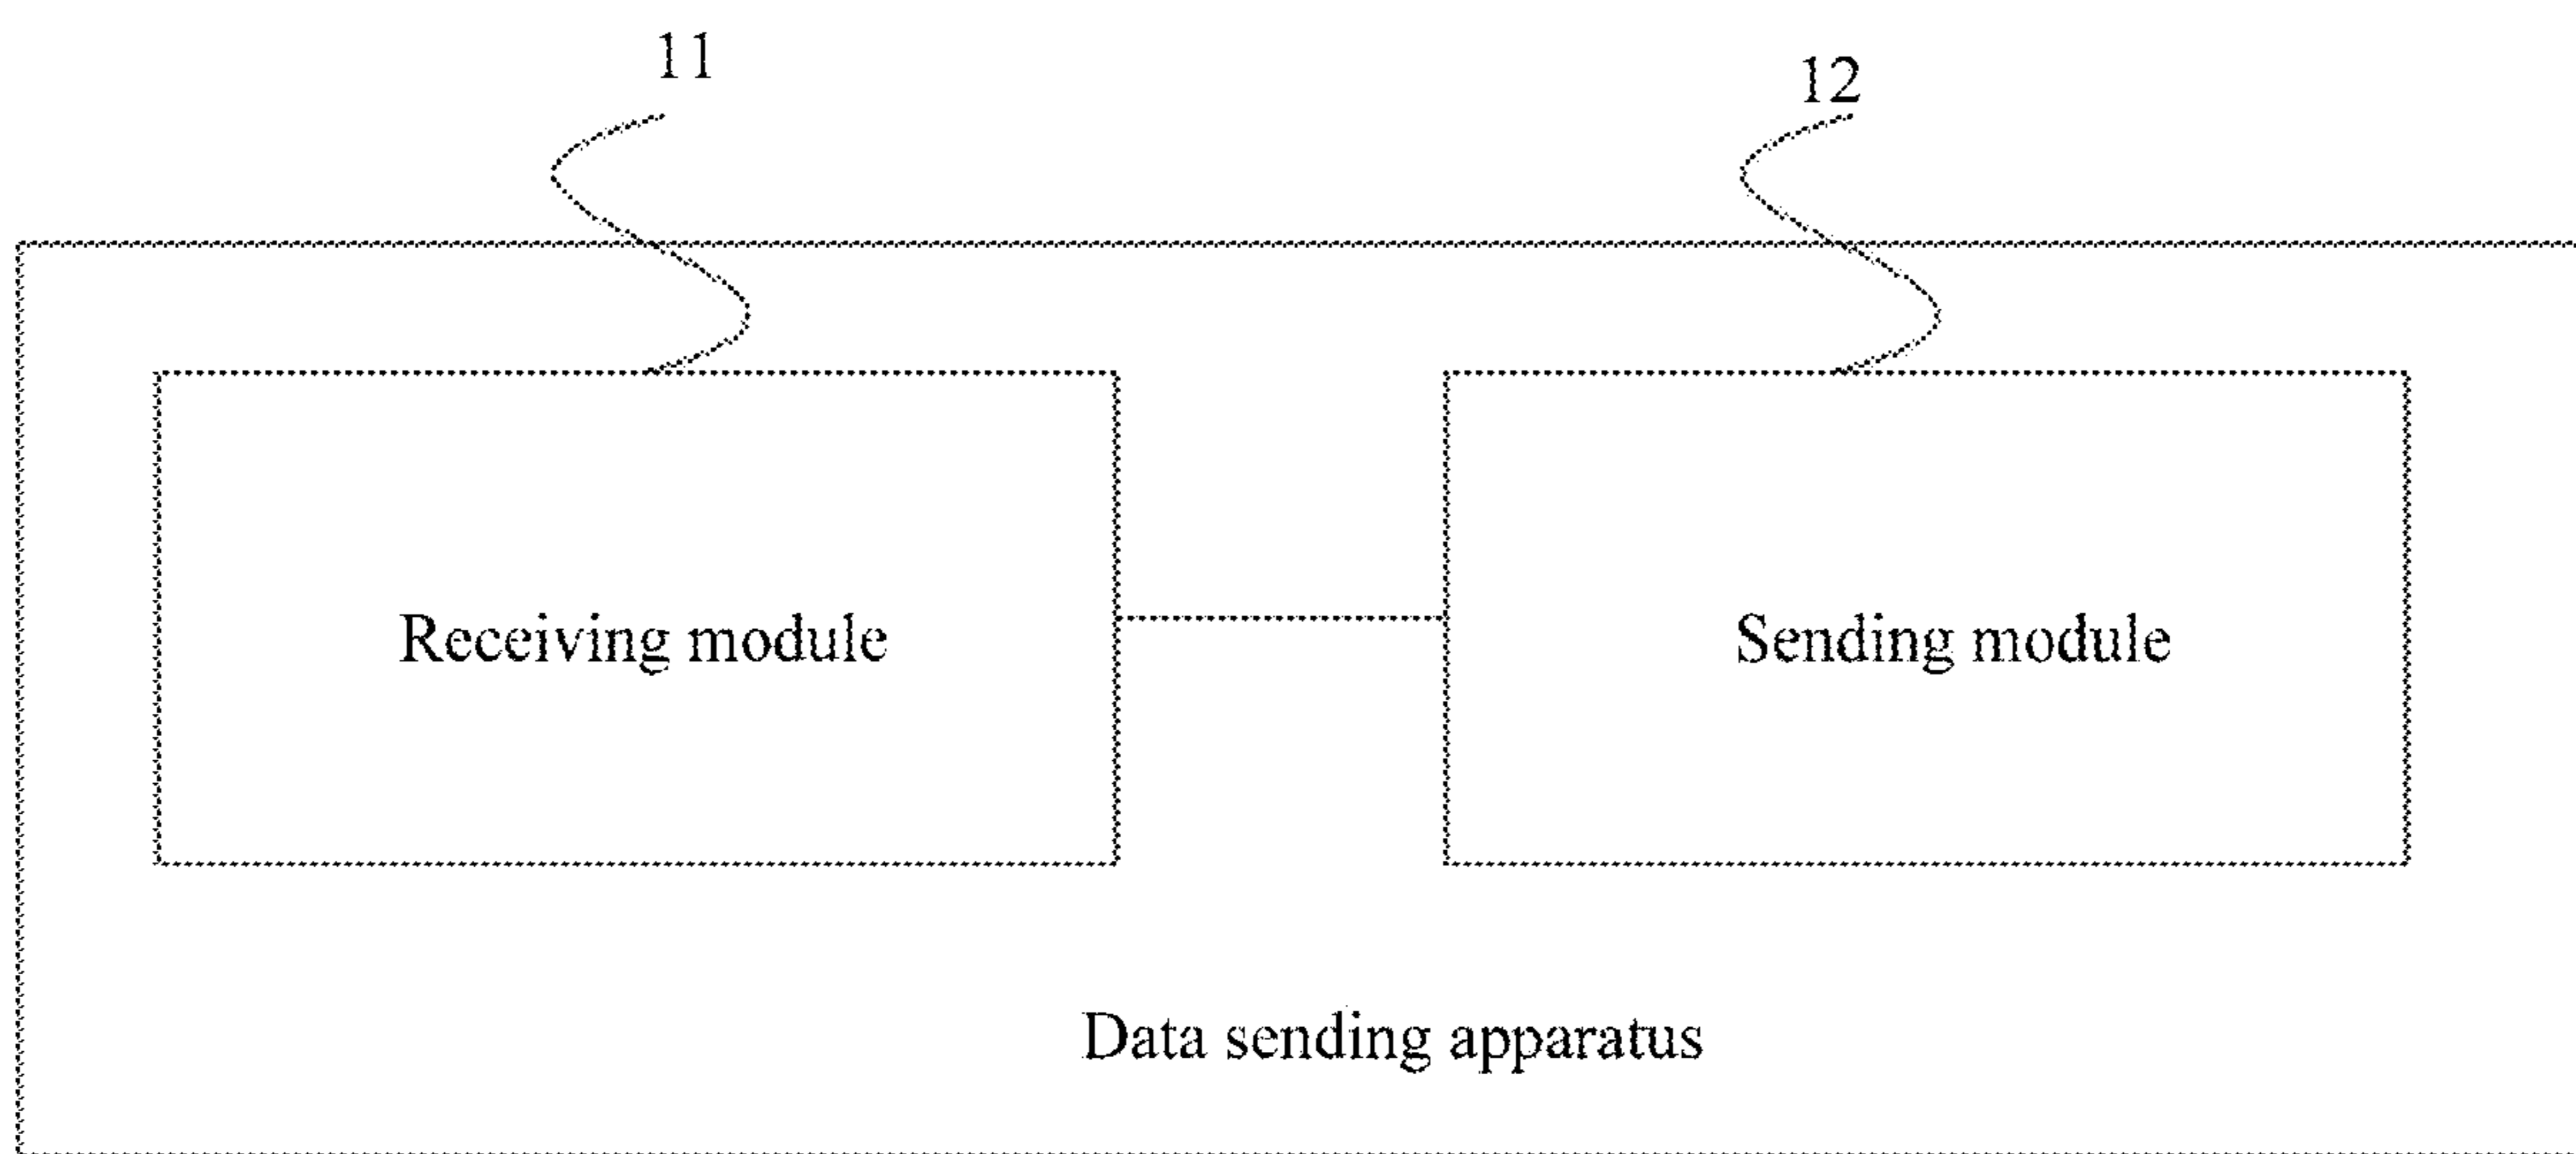 11
12
Receiving module
Sending module
Data sending apparatus